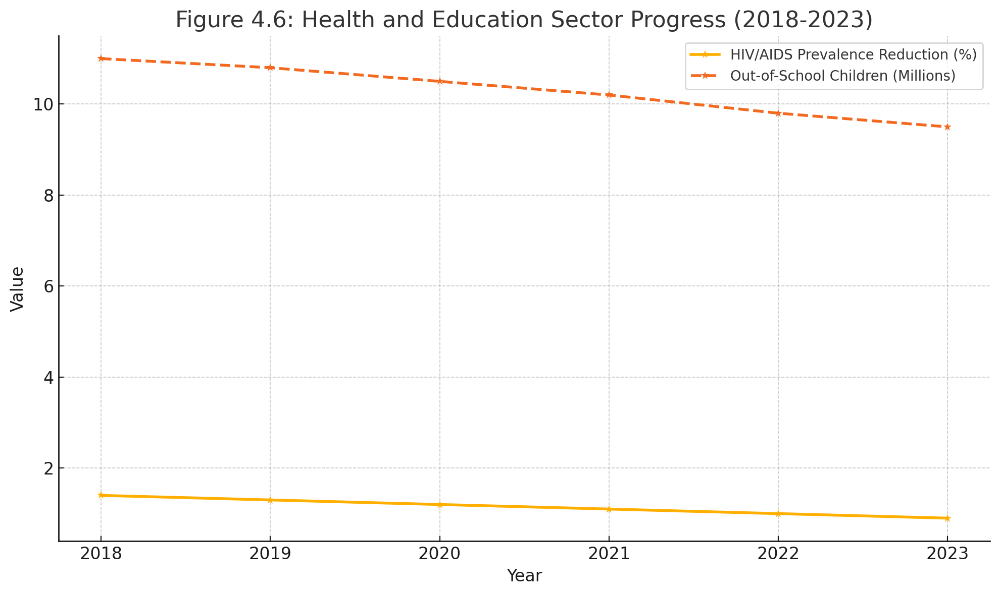 Figure 4.6: Health and Education Sector Progress (2018-2023)
HIV/AIDS Prevalence Reduction (%)
Out-of-School Children (Millions)
Value
10
8
6
4
2
2018 2019 2020 2021 2022 2023
Year